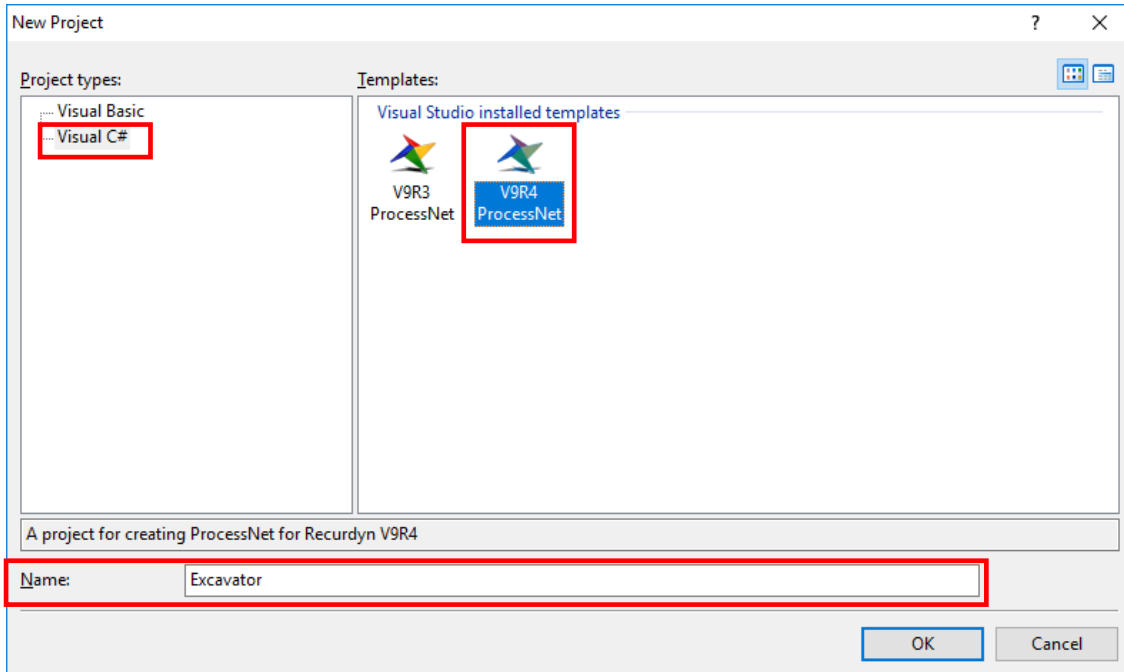 New Project
?
Project types:
Templates:
Visual Basic
Visual C#
Visual Studio installed templates
V9R3
ProcessNet
V9R4
ProcessNet
A project for creating ProcessNet for Recurdyn V9R4
Name:
Excavator
OK
Cancel